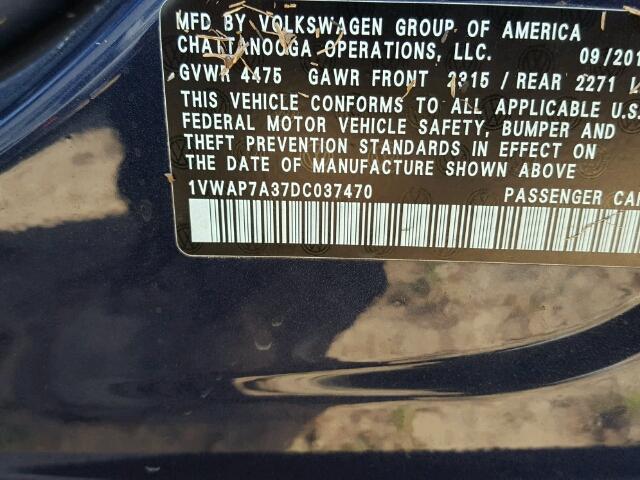 MFD BY VOLKSWAGEN GROUP OF AMERICA
CHATTANOOGA OPERATIONS, LLC. 09/201
GVWR 4475 GAWR FRONT 2315 / REAR 2271 L
THIS VEHICLE CONFORMS TO ALL APPLICABLE U.S.
FEDERAL MOTOR VEHICLE SAFETY, BUMPER AND
THEFT PREVENTION STANDARDS IN EFFECT ON
THE DATE OF MANUFACTURE SHOWN ABOVE
1VWAP7A37DC037470 PASSENGER CAR